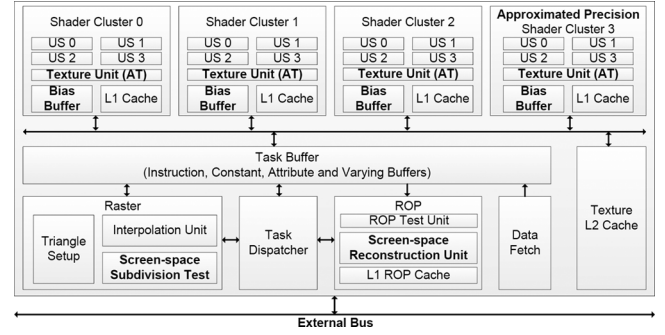 Shader Cluster 0
US 0
US 1
US 2
US 3
Texture Unit (AT)
Bias
Buffer
L1 Cache
Shader Cluster 1
US 0
US 1
US 2
US 3
Texture Unit (AT)
Bias
Buffer
L1 Cache
Shader Cluster 2
US 0
US 1
US 2
US 3
Texture Unit (AT)
Bias
Buffer
L1 Cache
Approximated Precision
Shader Cluster 3
US 0
US 1
US 2
US 3
Texture Unit (AT)
Bias
Buffer
L1 Cache
Task Buffer
(Instruction, Constant, Attribute and Varying Buffers)
Raster
Triangle
Setup
Interpolation Unit
Screen-space
Subdivision Test
Task
Dispatcher
ROP
ROP Test Unit
Screen-space
Reconstruction Unit
L1 ROP Cache
Data
Fetch
Texture
L2 Cache
External Bus